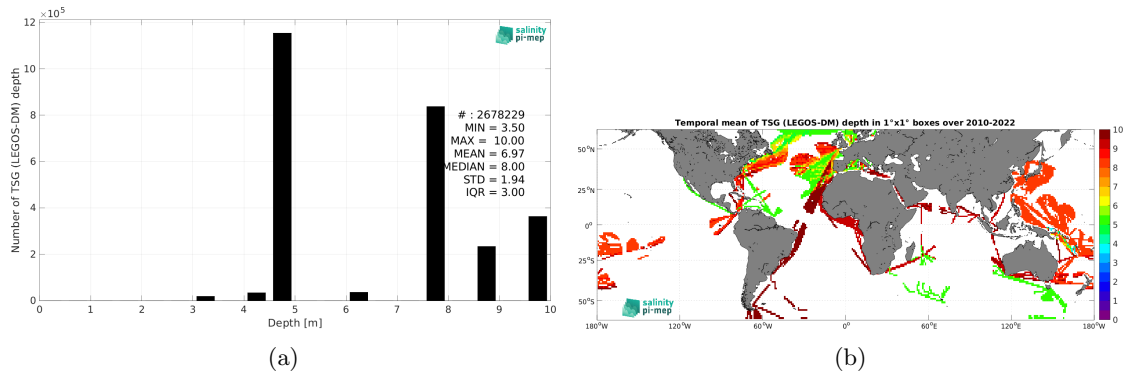 12 ×10⁵
10
8
6
4
2
0
Number of TSG (LEGOS-DM) depth
salinity
pi-mep
# : 2678229
MIN = 3.50
MAX = 10.00
MEAN = 6.97
MEDIAN = 8.00
STD = 1.94
IQR = 3.00
0 1 2 3 4 5 6 7 8 9 10
Depth [m]
(a)
Temporal mean of TSG (LEGOS-DM) depth in 1°x1° boxes over 2010-2022
50°N
25°N
0°
25°S
50°S
salinity
pi-mep
180°W 120°W 60°W 0° 60°E 120°E 180°W
10
9
8
7
6
5
4
3
2
1
0
(b)